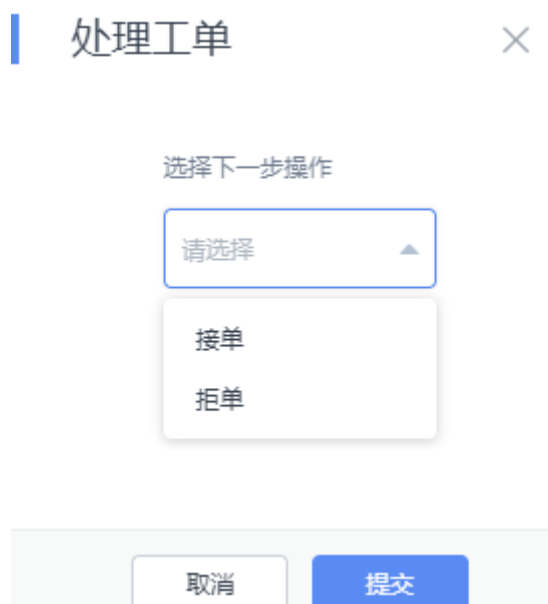 处理工单
选择下一步操作
请选择
接单
拒单
取消
提交